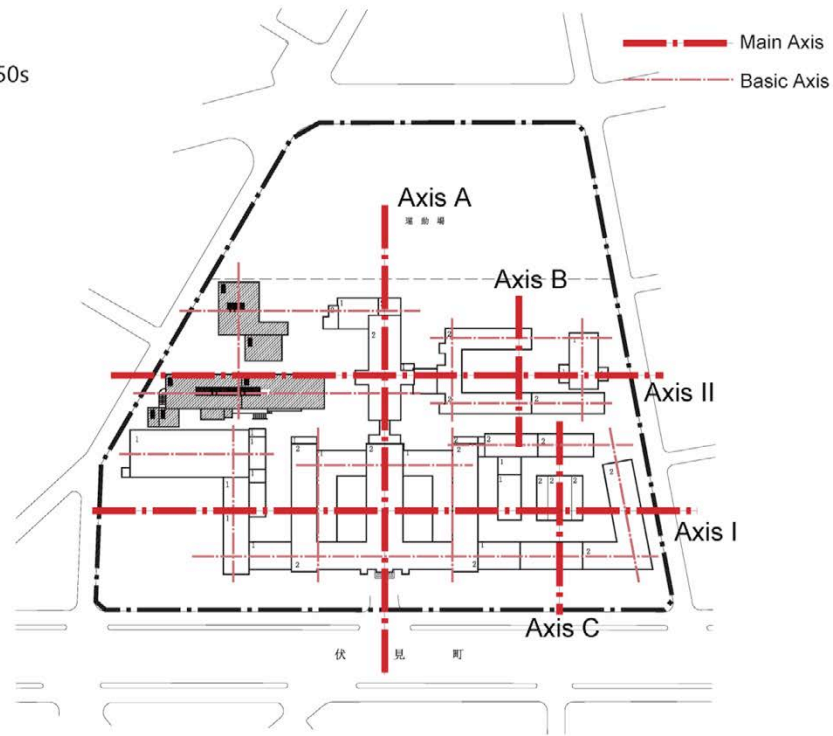 50s
Main Axis
Basic Axis
Axis A
運動場
Axis B
Axis II
Axis I
Axis C
伏見町